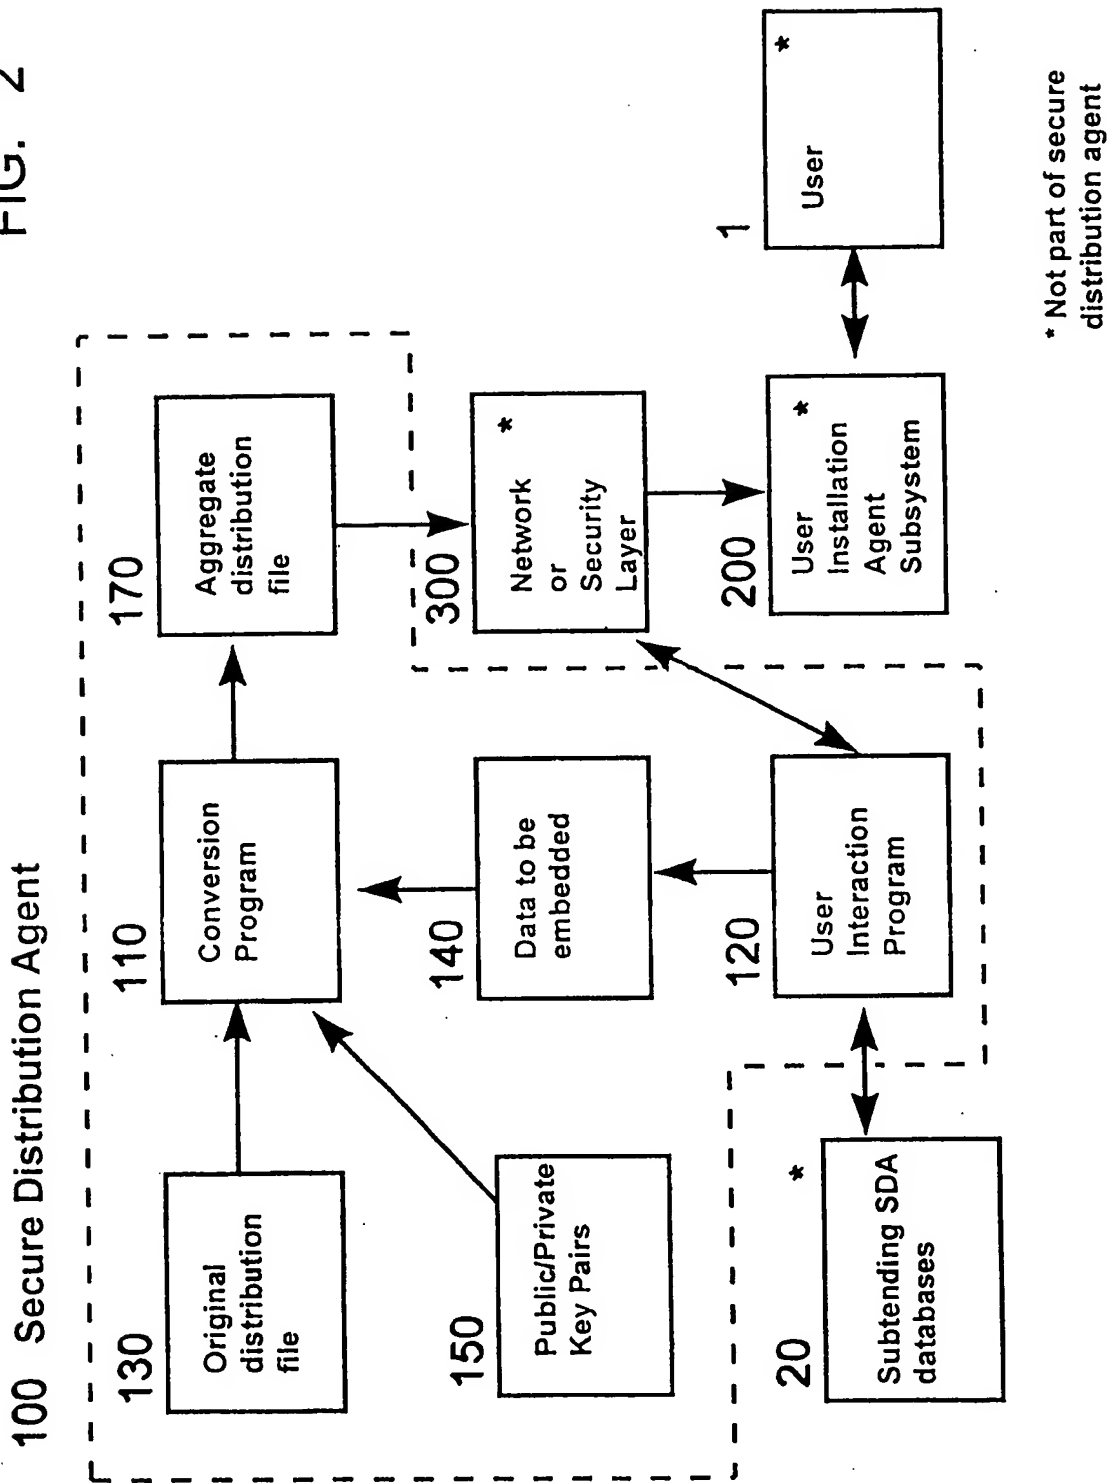 FIG. 2
100 Secure Distribution Agent
130
Original
distribution
file
110
Conversion
Program
170
Aggregate
distribution
file
150
Public/Private
Key Pairs
140
Data to be
embedded
300
Network *
or
Security
Layer
20 *
Subtending SDA
databases
120
User
Interaction
Program
200
User *
Installation
Agent
Subsystem
1
User *
* Not part of secure
distribution agent